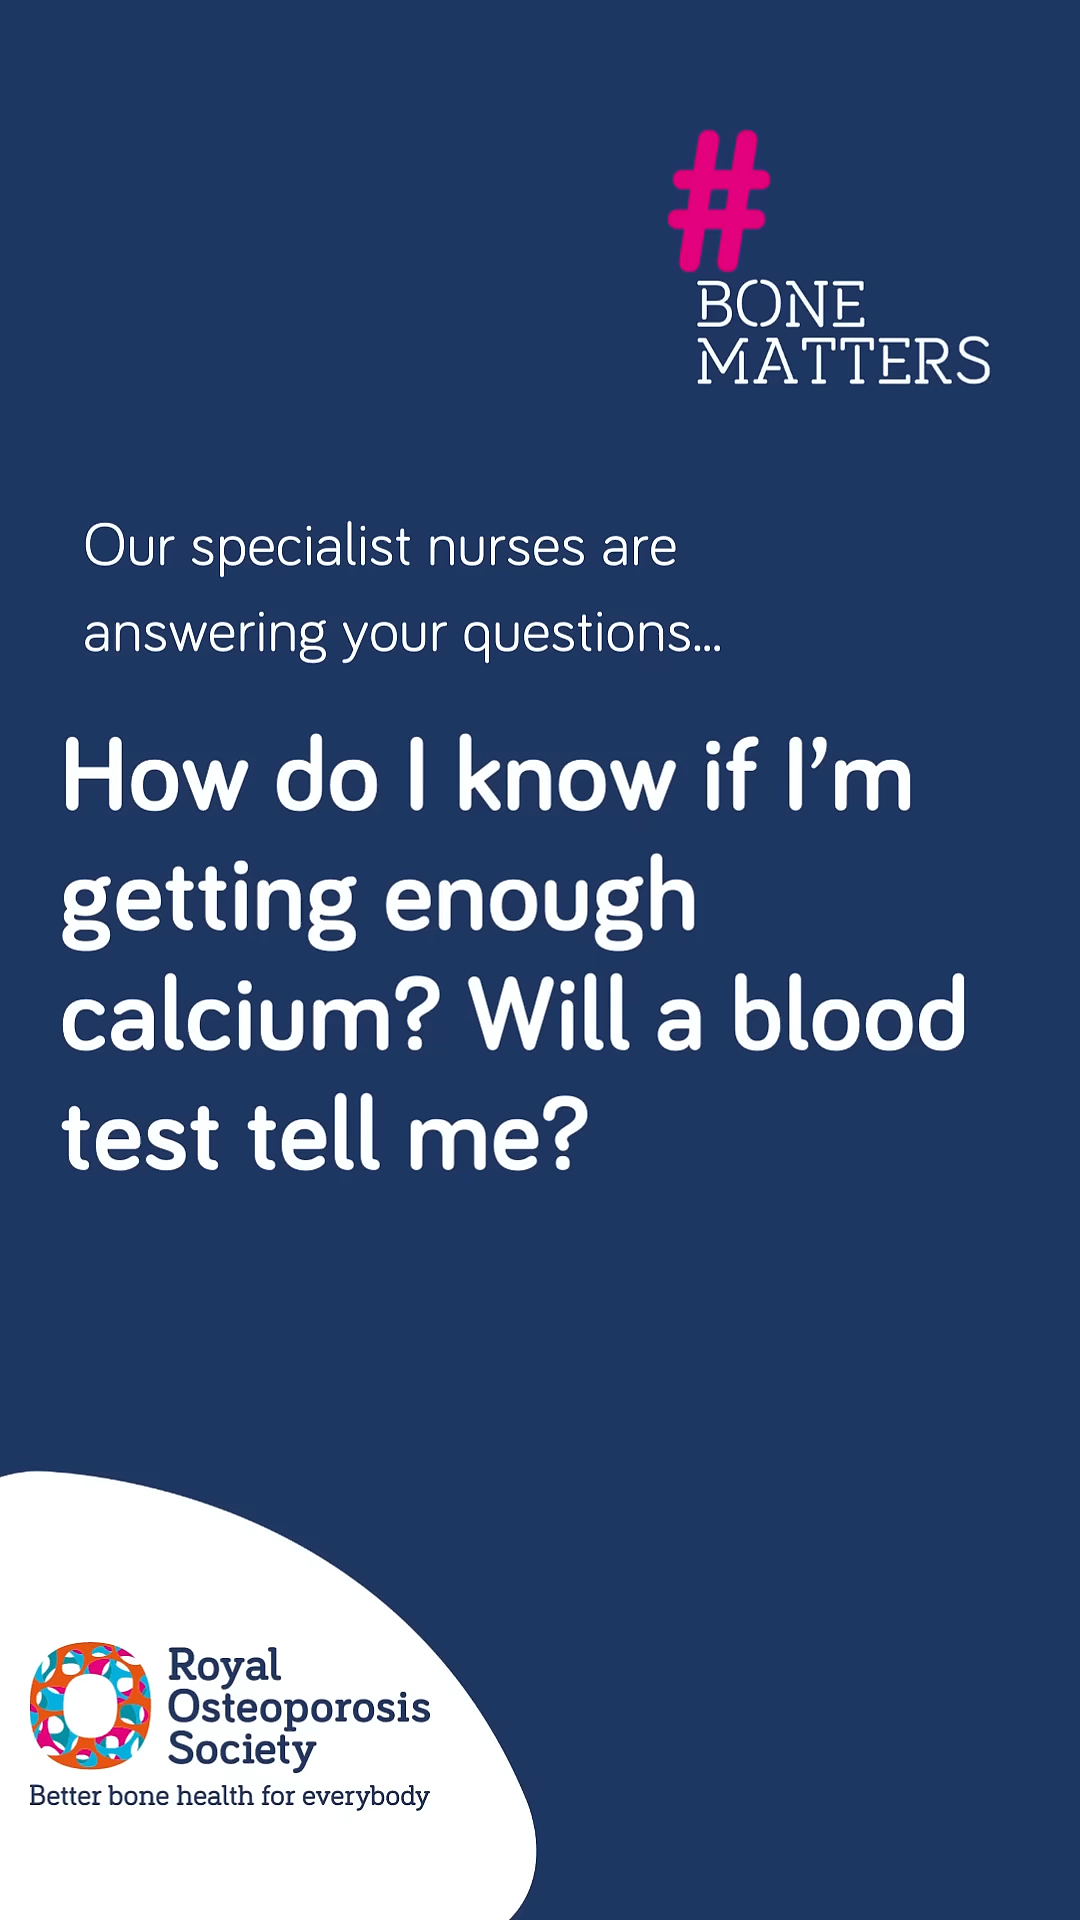 #
BONE
MATTERS
Our specialist nurses are
answering your questions...
How do I know if I’m
getting enough
calcium? Will a blood
test tell me?
Royal
Osteoporosis
Society
Better bone health for everybody